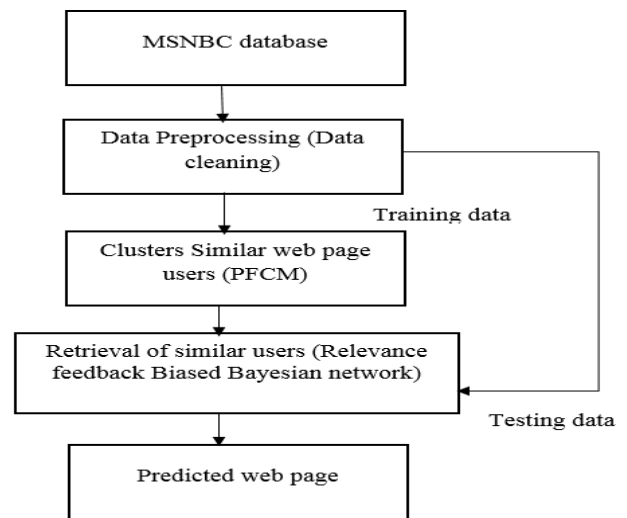 MSNBC database
Data Preprocessing (Data
cleaning)
Training data
Clusters Similar web page
users (PFCM)
Retrieval of similar users (Relevance
feedback Biased Bayesian network)
Testing data
Predicted web page